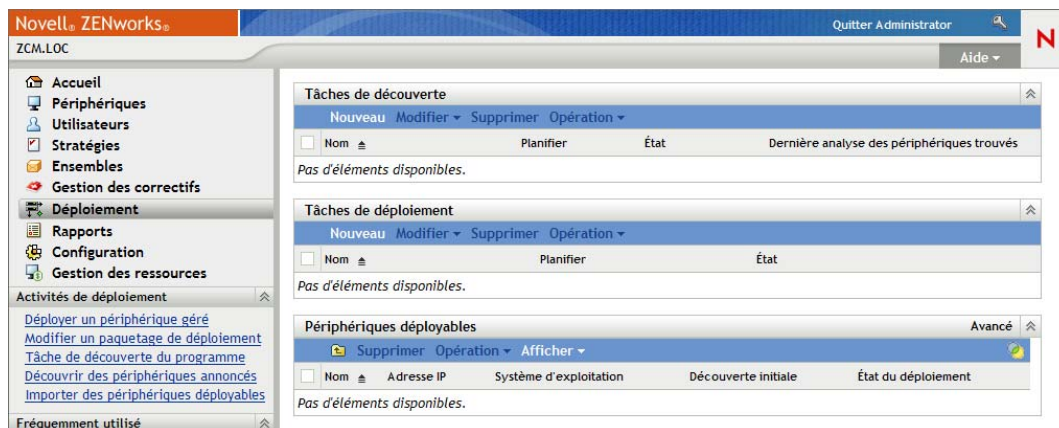 Novell® ZENworks®
Quitter Administrator
N
ZCM.LOC
Aide
Accueil
Périphériques
Utilisateurs
Stratégies
Ensembles
Gestion des correctifs
Déploiement
Rapports
Configuration
Gestion des ressources
Activités de déploiement
Déployer un périphérique géré
Modifier un paquetage de déploiement
Tâche de découverte du programme
Découvrir des périphériques annoncés
Importer des périphériques déployables
Fréquemment utilisé
Tâches de découverte
Nouveau Modifier Supprimer Opération
Nom Planifier État Dernière analyse des périphériques trouvés
Pas d'éléments disponibles.
Tâches de déploiement
Nouveau Modifier Supprimer Opération
Nom Planifier État
Pas d'éléments disponibles.
Périphériques déployables Avancé
Supprimer Opération Afficher
Nom Adresse IP Système d'exploitation Découverte initiale État du déploiement
Pas d'éléments disponibles.